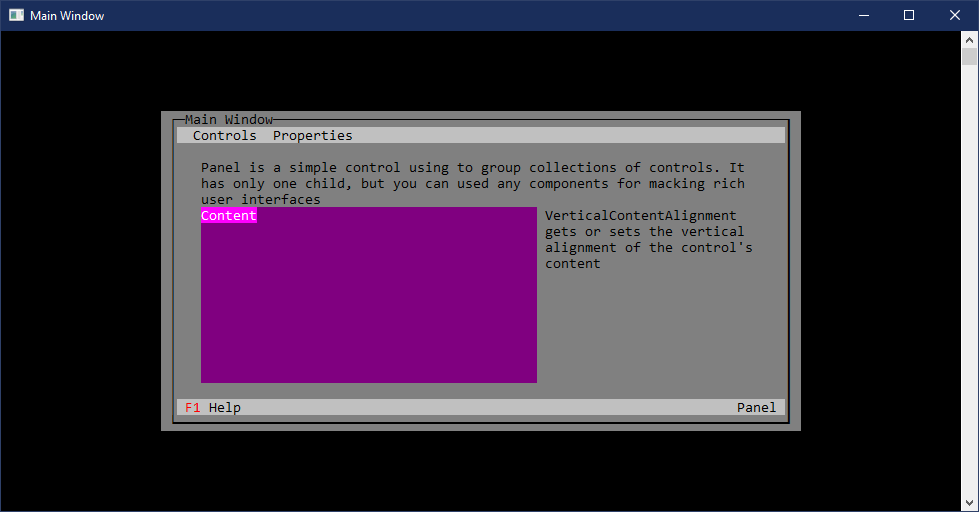 Main Window
Main Window
Controls Properties
Panel is a simple control using to group collections of controls. It
has only one child, but you can used any components for macking rich
user interfaces
Content
VerticalContentAlignment
gets or sets the vertical
alignment of the control's
content
F1 Help
Panel